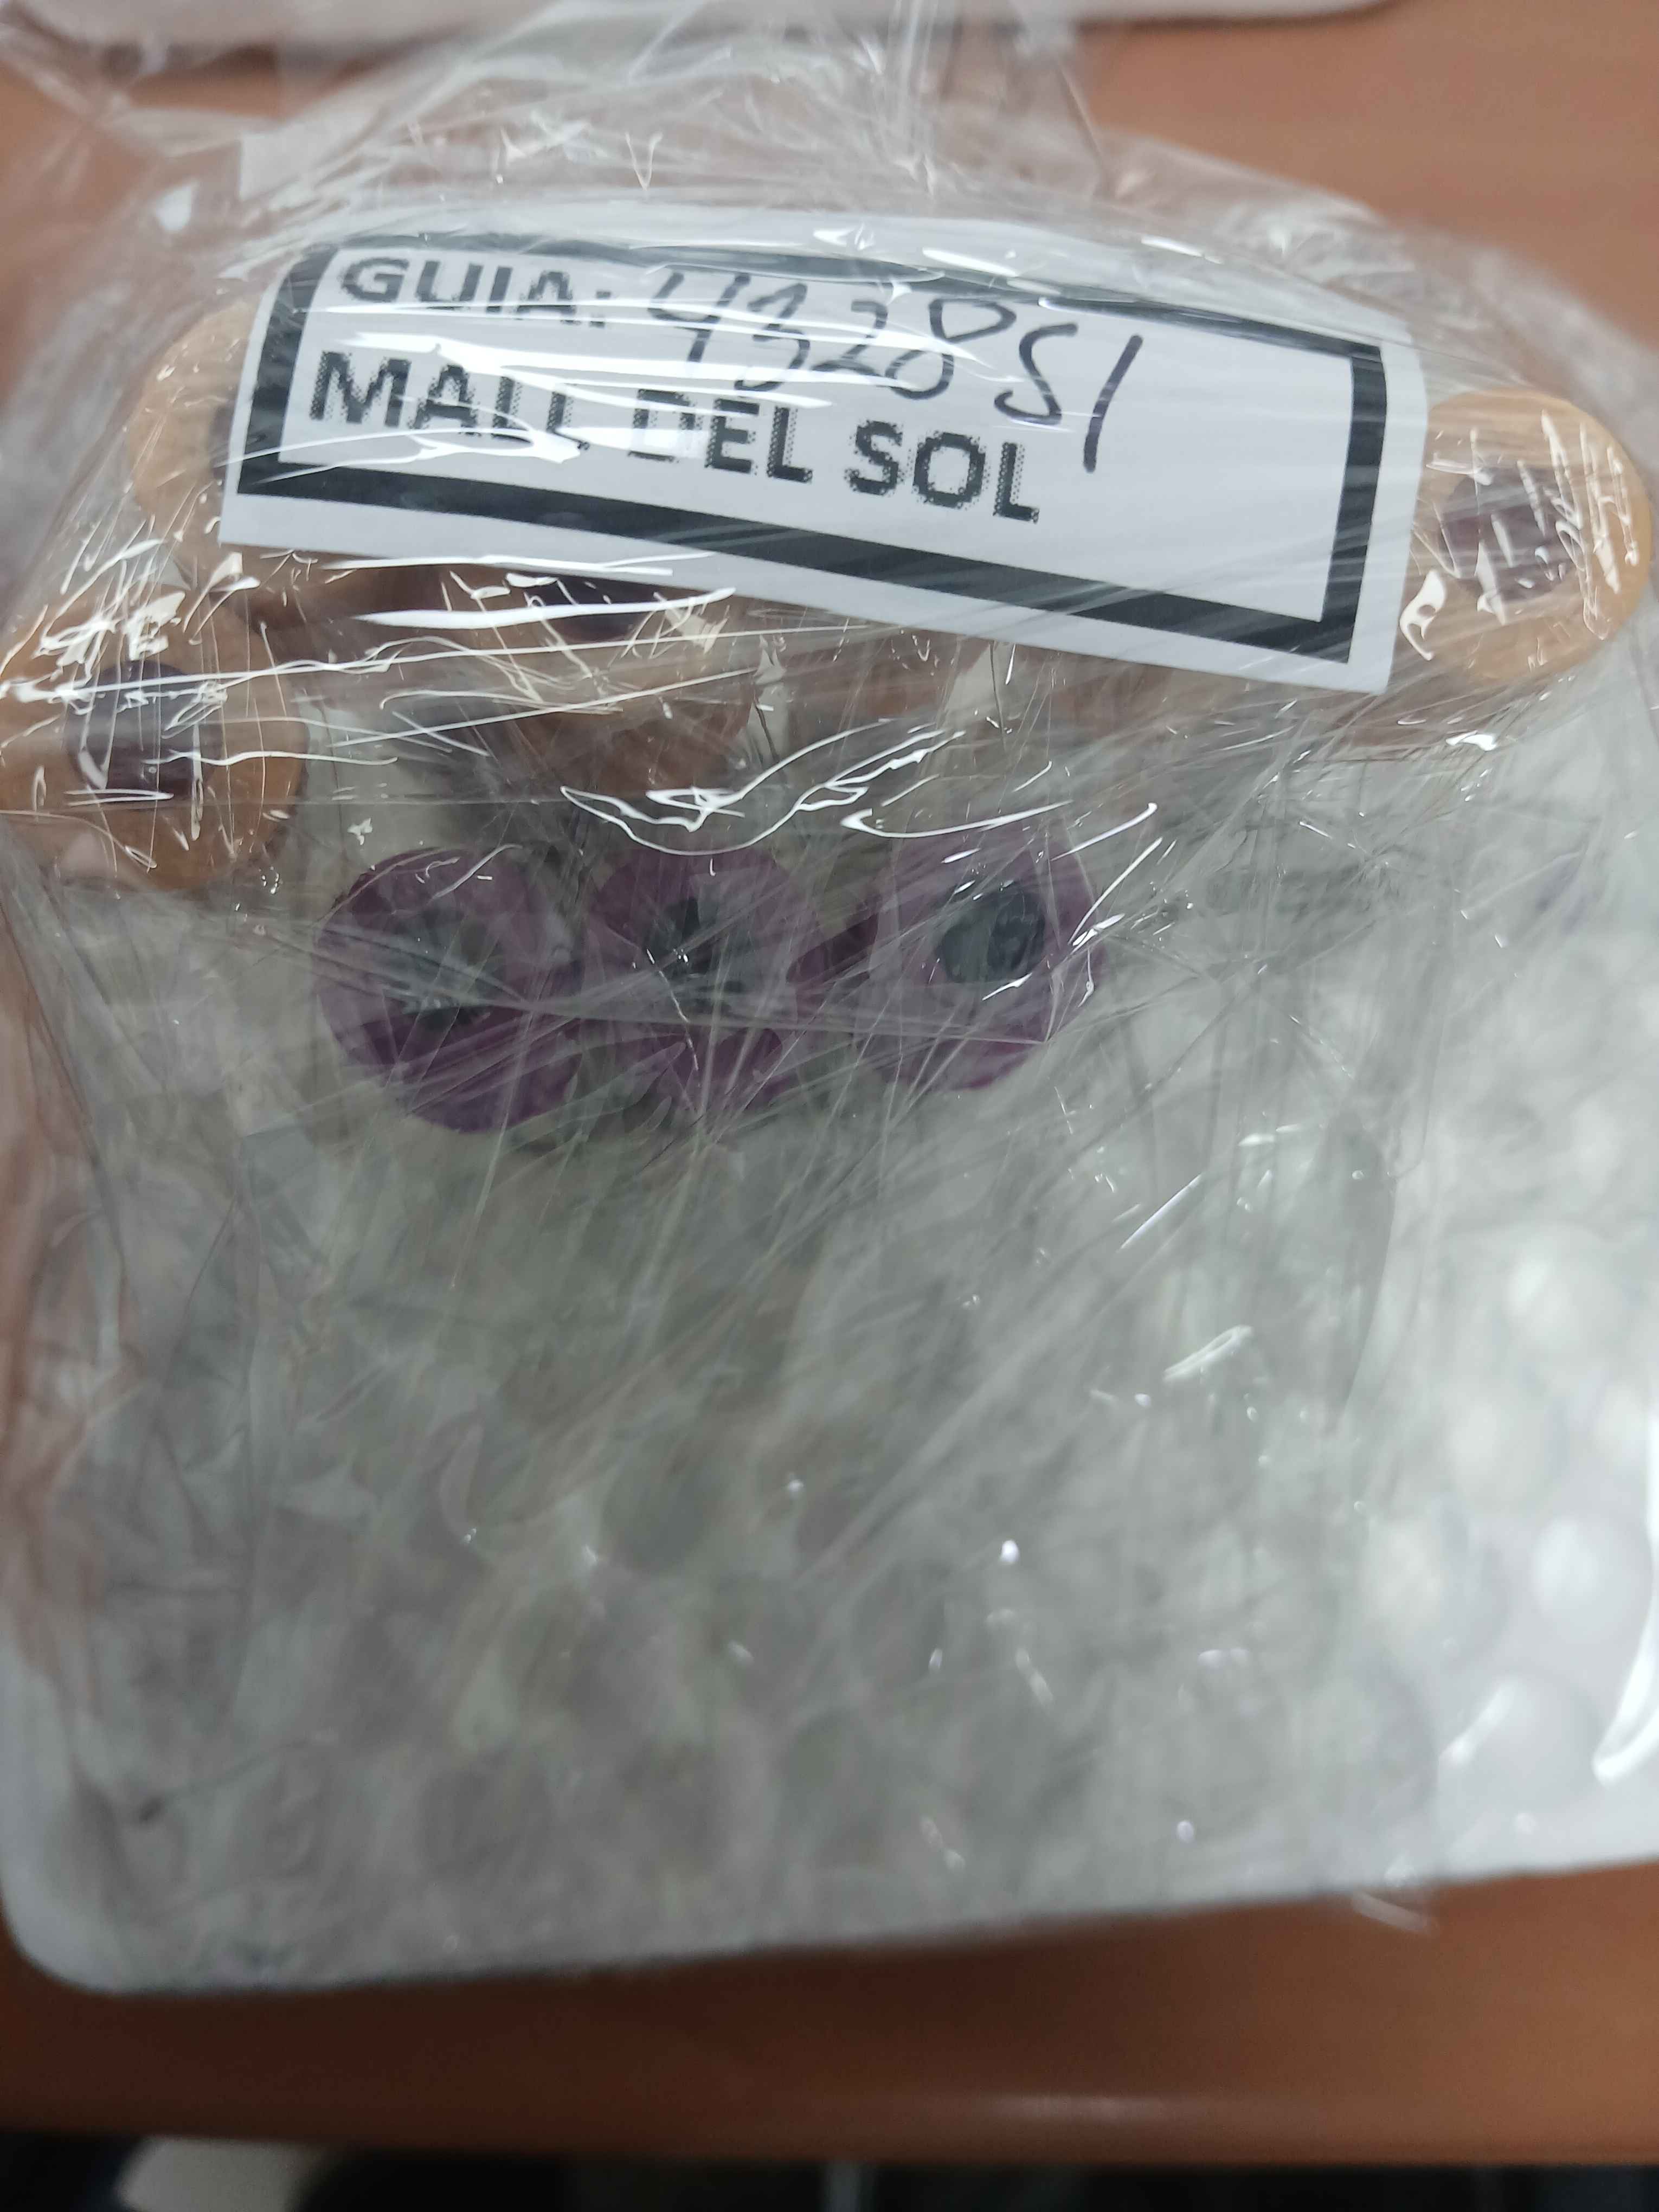 GUIA: 432851
MALL DEL SOL